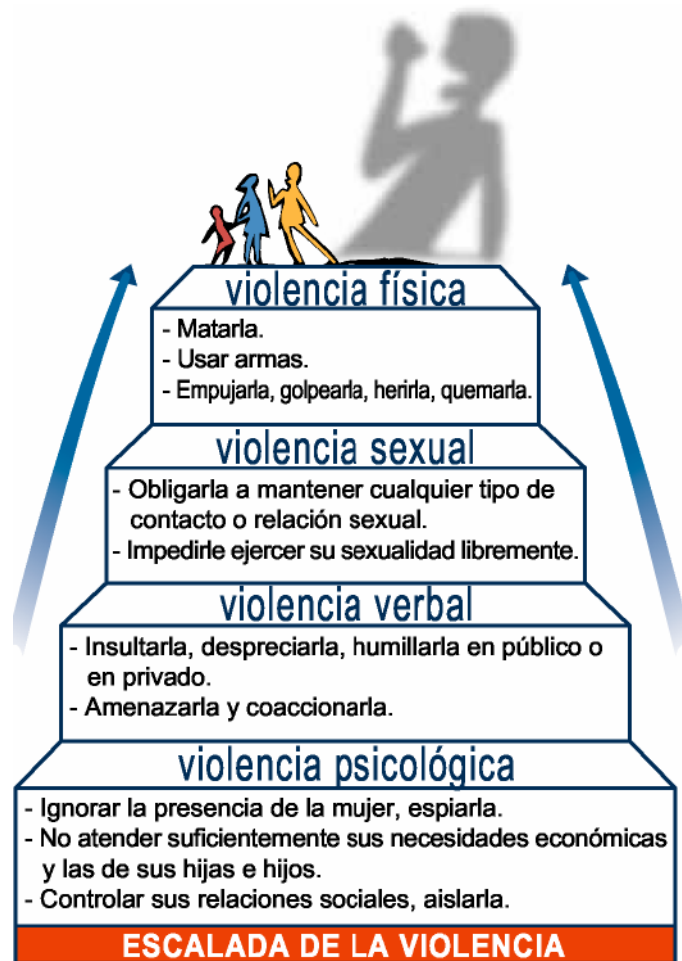 violencia física
- Matarla.
- Usar armas.
- Empujarla, golpearla, herirla, quemarla.
violencia sexual
- Obligarla a mantener cualquier tipo de
contacto o relación sexual.
- Impedirle ejercer su sexualidad libremente.
violencia verbal
- Insultarla, despreciarla, humillarla en público o
en privado.
- Amenazarla y coaccionarla.
violencia psicológica
- Ignorar la presencia de la mujer, espiarla.
- No atender suficientemente sus necesidades económicas
y las de sus hijas e hijos.
- Controlar sus relaciones sociales, aislarla.
ESCALADA DE LA VIOLENCIA